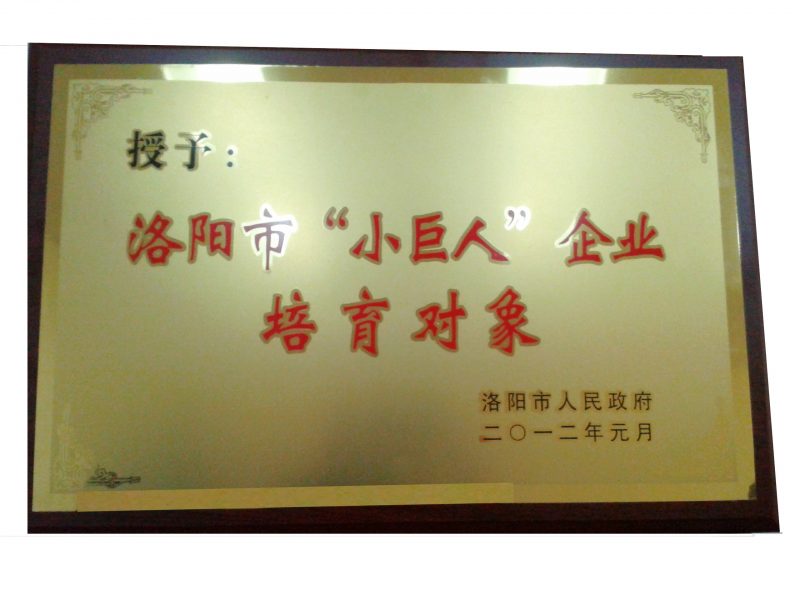 授予：
洛阳市“小巨人”企业
培育对象
洛阳市人民政府
二〇一二年元月